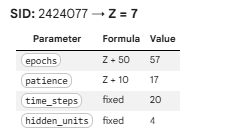 SID: 2424077 → Z = 7
Parameter Formula Value
epochs Z + 50 57
patience Z + 10 17
time_steps fixed 20
hidden_units fixed 4